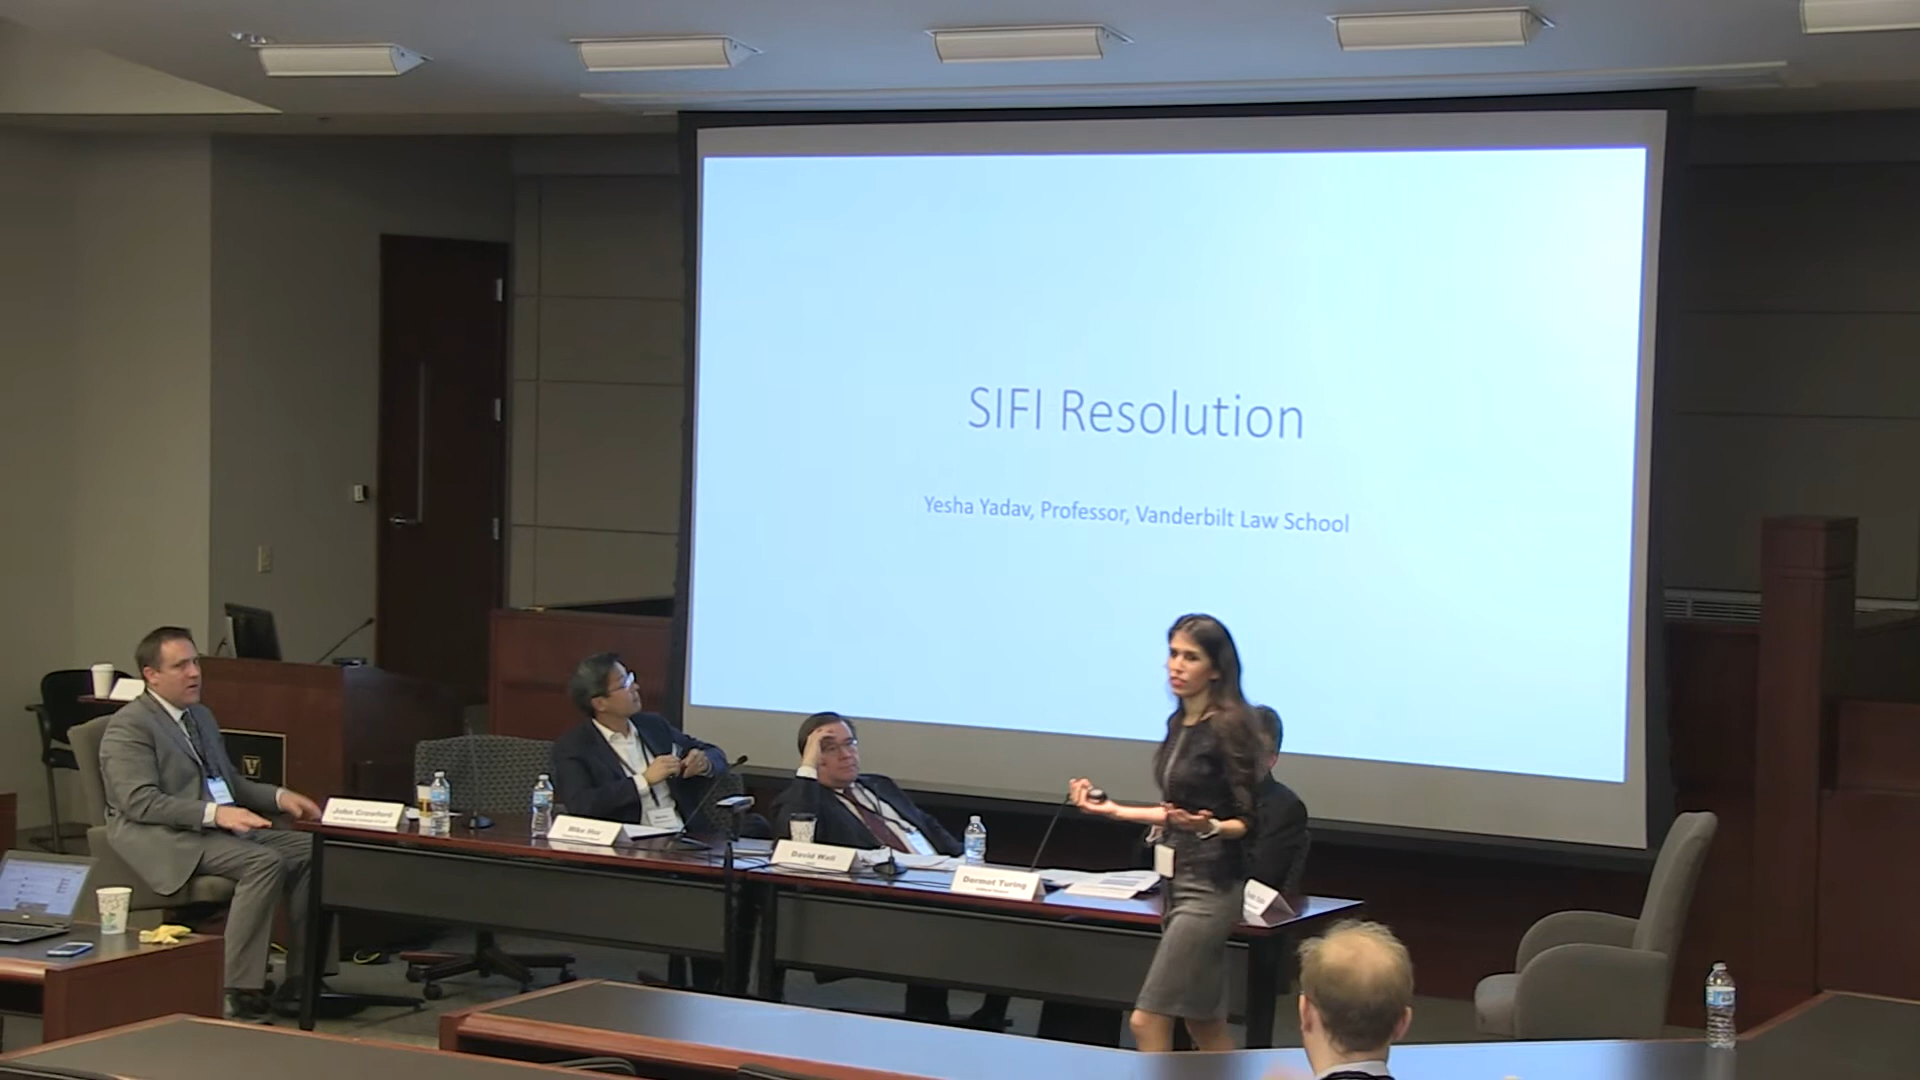 SIFI Resolution
Yesha Yadav, Professor, Vanderbilt Law School
V
John Crawford
Mike Hsu
David Wall
Dermot Turing